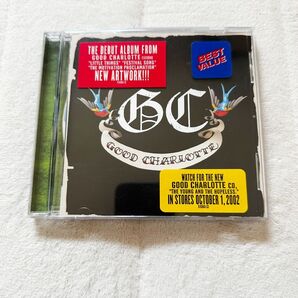 THE DEBUT ALBUM FROM
GOOD CHARLOTTE
"LITTLE THINGS" "FESTIVAL SONG"
"THE MOTIVATION PROCLAMATION"
NEW ARTWORK!!!
BEST
VALUE
GC
GOOD CHARLOTTE
WATCH FOR THE NEW
GOOD CHARLOTTE CD,
"THE YOUNG AND THE HOPELESS."
IN STORES OCTOBER 1, 2002